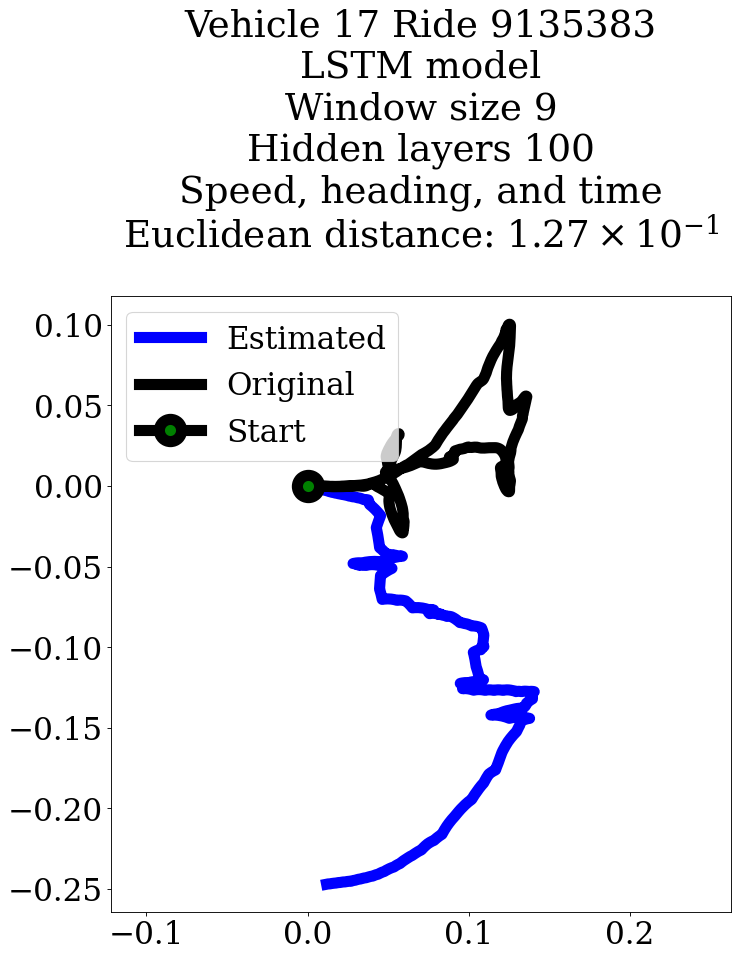 Vehicle 17 Ride 9135383
LSTM model
Window size 9
Hidden layers 100
Speed, heading, and time
Euclidean distance: 1.27 × 10⁻¹
Estimated
Original
Start
0.10
0.05
0.00
−0.05
−0.10
−0.15
−0.20
−0.25
−0.1
0.0
0.1
0.2